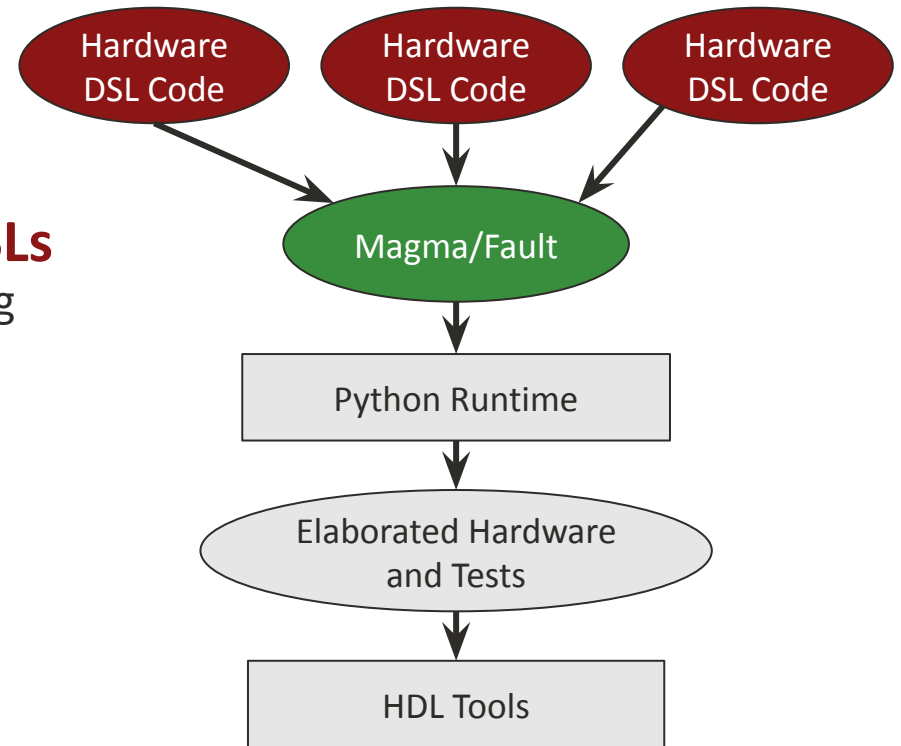 Hardware
DSL Code
Hardware
DSL Code
Hardware
DSL Code
Magma/Fault
Ls
g
Python Runtime
Elaborated Hardware
and Tests
HDL Tools